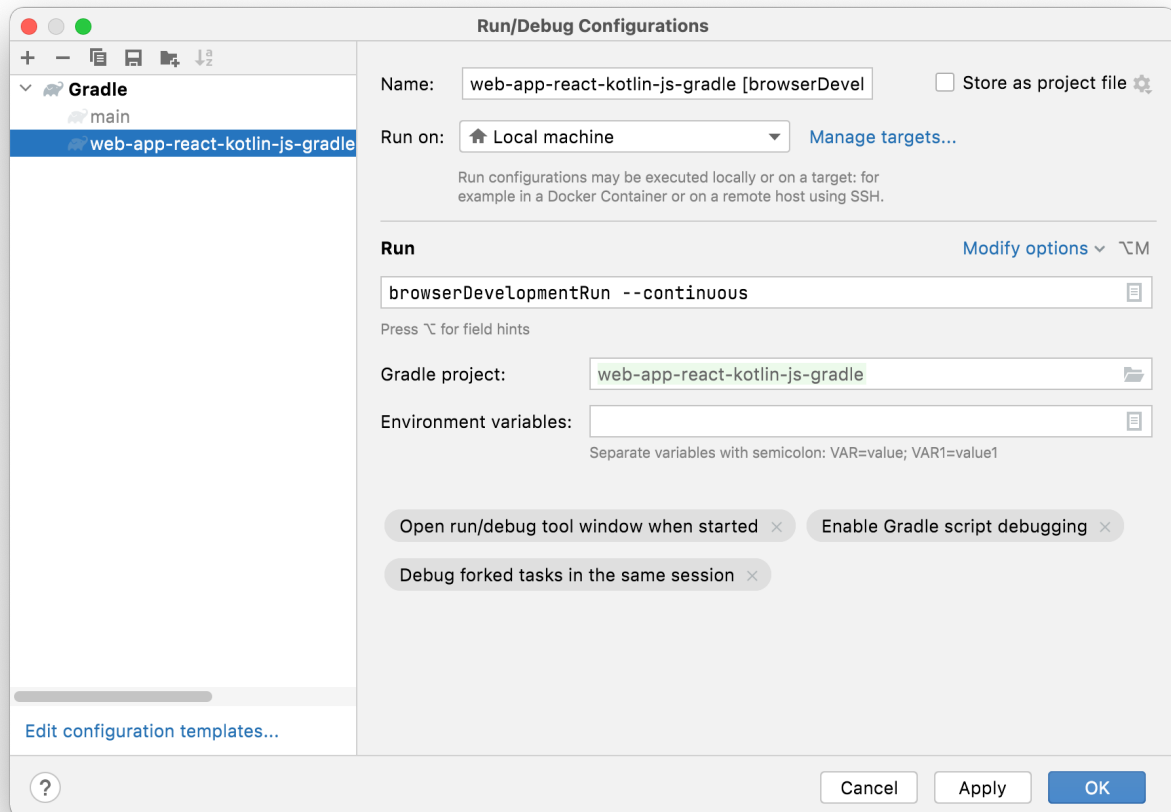 Run/Debug Configurations
Gradle
main
web-app-react-kotlin-js-gradle
Name:
web-app-react-kotlin-js-gradle [browserDevel
Store as project file
Run on:
Local machine
Manage targets...
Run configurations may be executed locally or on a target: for
example in a Docker Container or on a remote host using SSH.
Run
Modify options ⌥M
browserDevelopmentRun --continuous
Press ⌥ for field hints
Gradle project:
web-app-react-kotlin-js-gradle
Environment variables:
Separate variables with semicolon: VAR=value; VAR1=value1
Open run/debug tool window when started ×
Enable Gradle script debugging ×
Debug forked tasks in the same session ×
Edit configuration templates...
?
Cancel
Apply
OK